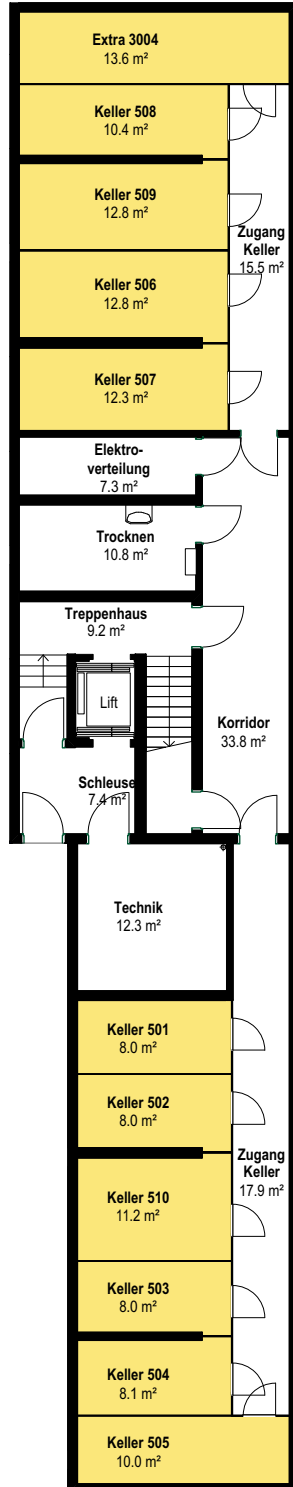 Extra 3004
13.6 m²
Keller 508
10.4 m²
Keller 509
12.8 m²
Zugang
Keller
15.5 m²
Keller 506
12.8 m²
Keller 507
12.3 m²
Elektro-
verteilung
7.3 m²
Trocknen
10.8 m²
Treppenhaus
9.2 m²
Lift
Korridor
33.8 m²
Schleuse
7.4 m²
Technik
12.3 m²
Keller 501
8.0 m²
Keller 502
8.0 m²
Zugang
Keller
17.9 m²
Keller 510
11.2 m²
Keller 503
8.0 m²
Keller 504
8.1 m²
Keller 505
10.0 m²